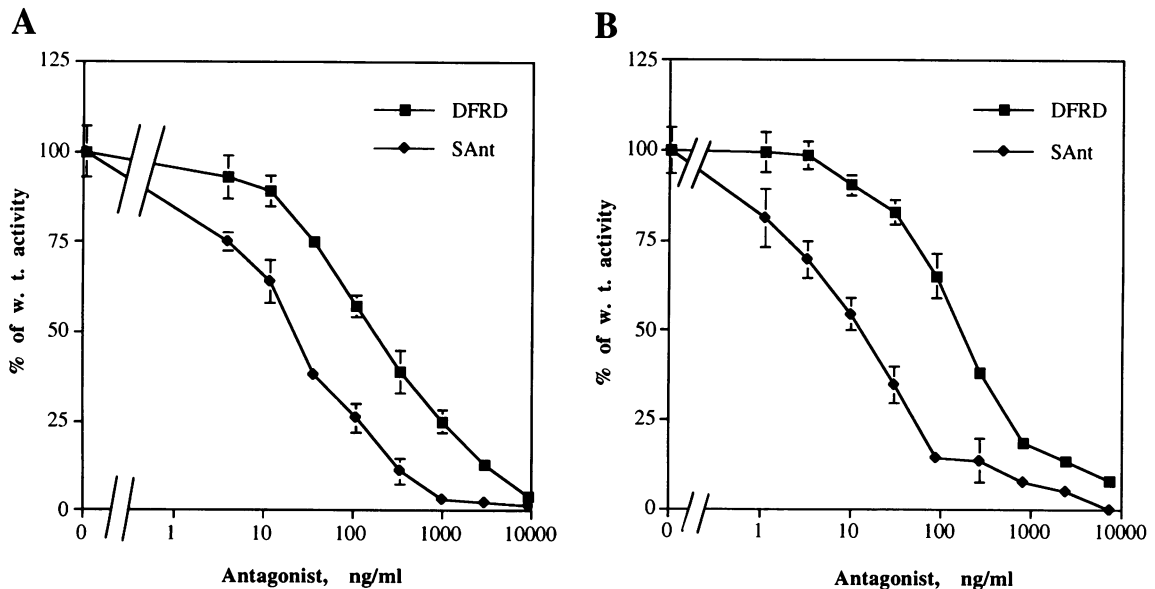 A
125
100
75
50
25
0
% of w. t. activity
DFRD
SAnt
0 1 10 100 1000 10000
Antagonist, ng/ml
B
125
100
75
50
25
0
% of w. t. activity
DFRD
SAnt
0 1 10 100 1000 10000
Antagonist, ng/ml